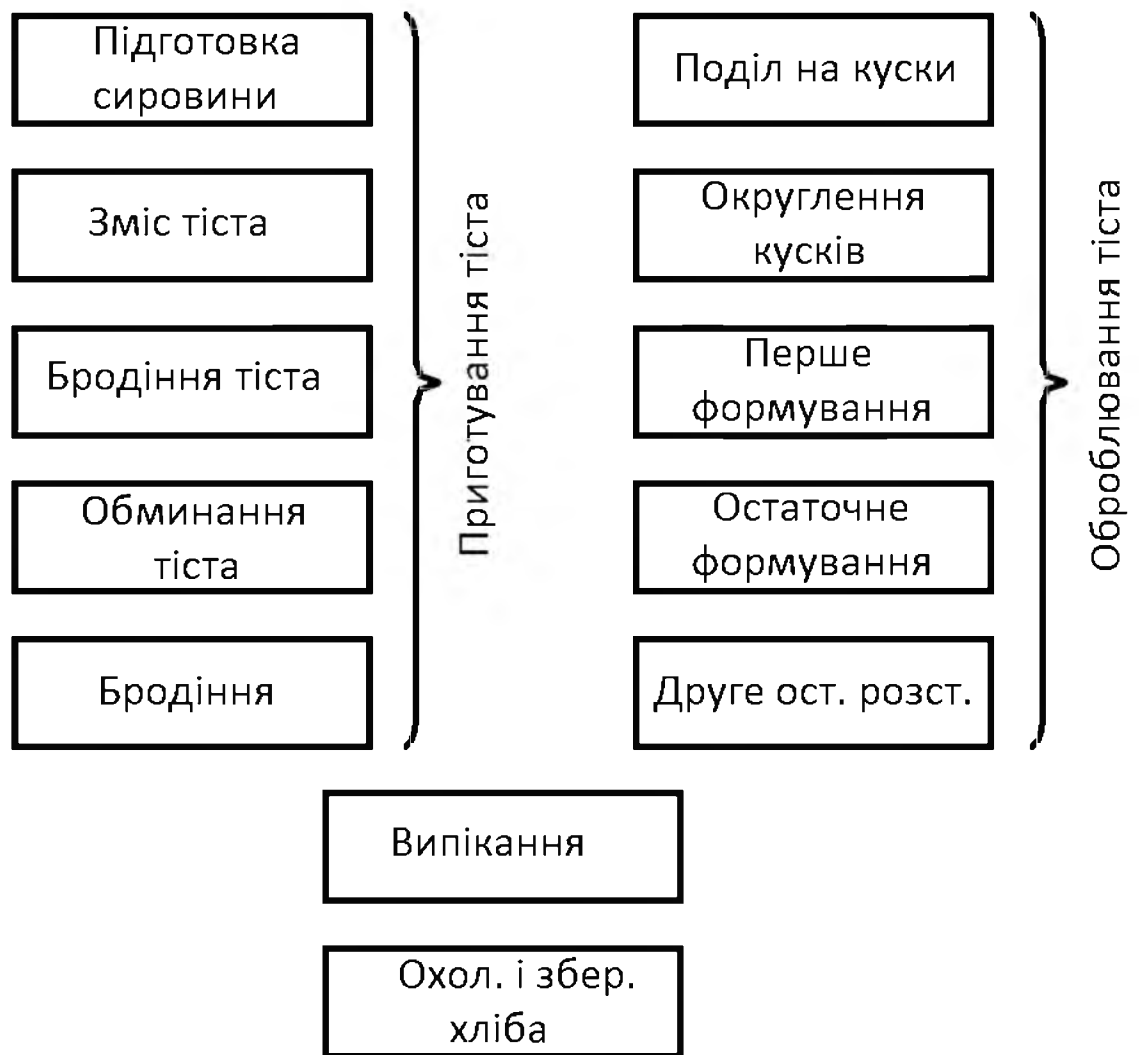 Підготовка
сировини
Зміс тіста
Бродіння тіста
Обминання
тіста
Бродіння
Приготування тіста
Поділ на куски
Округлення
кусків
Перше
формування
Остаточне
формування
Друге ост. розст.
Оброблювання тіста
Випікання
Охол. і збер.
хліба